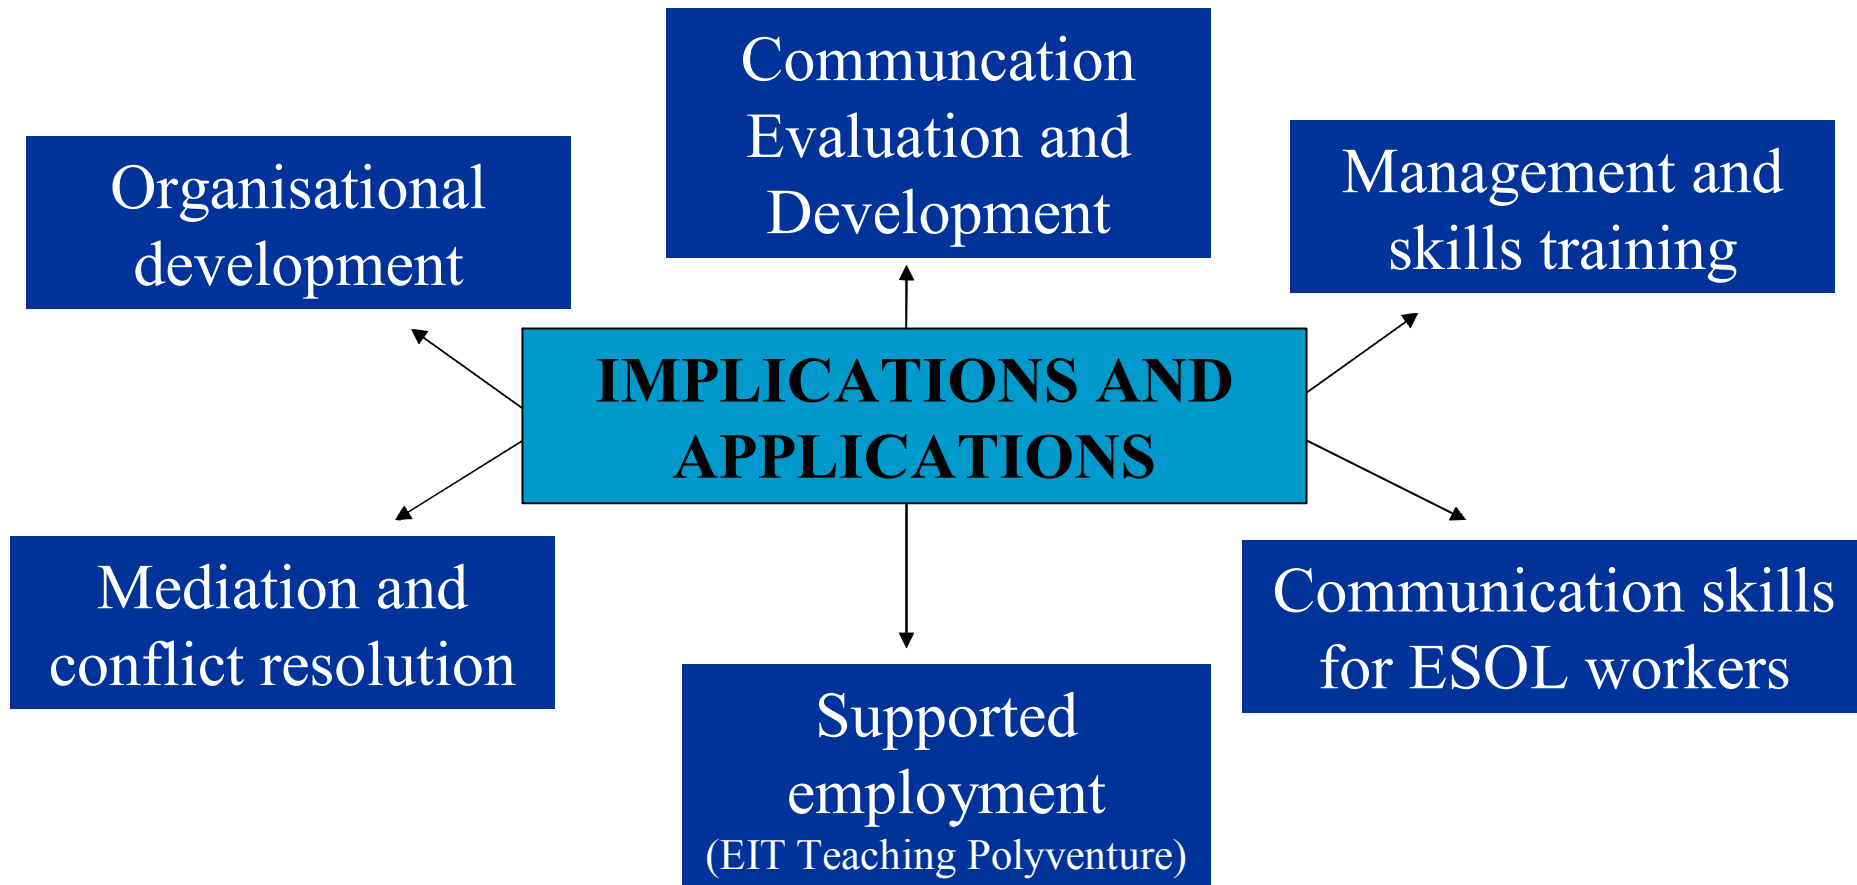 Communcation
Evaluation and
Development
Organisational
development
Management and
skills training
IMPLICATIONS AND
APPLICATIONS
Mediation and
conflict resolution
Communication skills
for ESOL workers
Supported
employment
(EIT Teaching Polyventure)